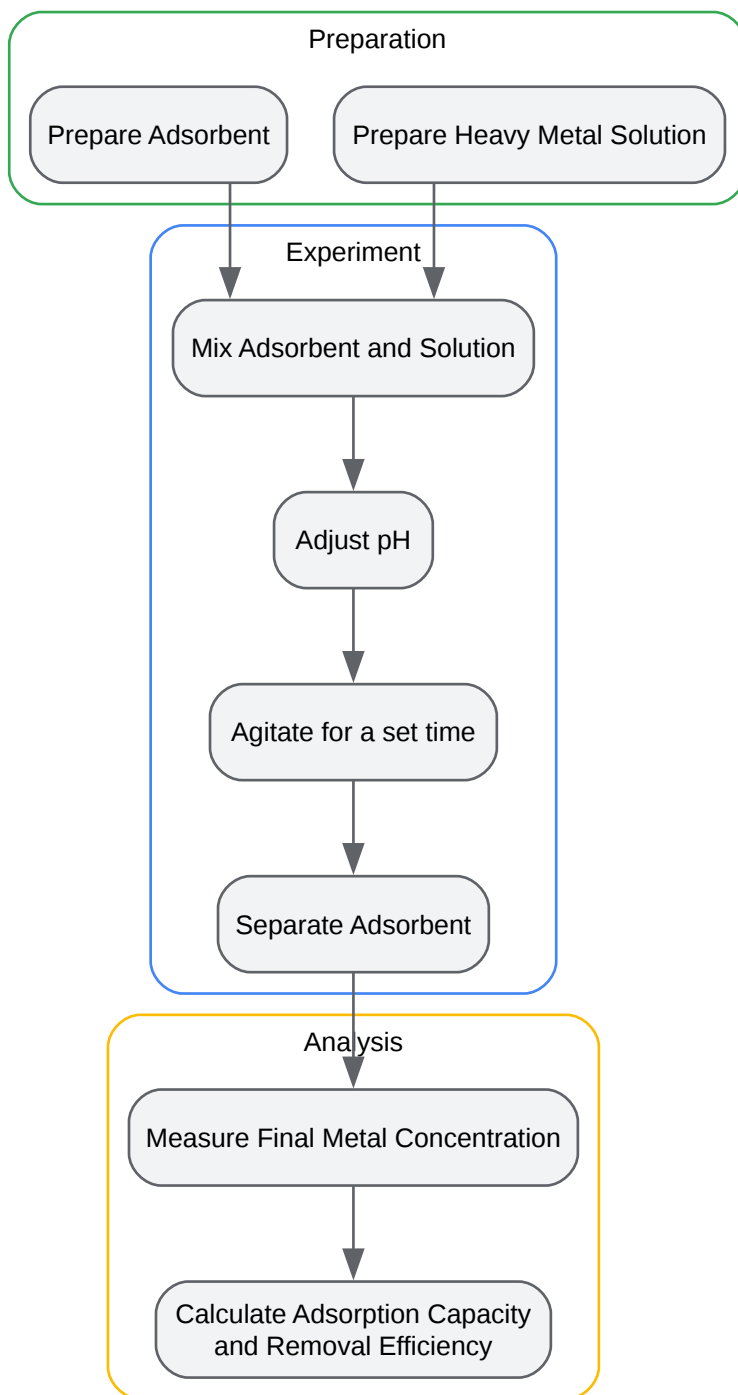 Preparation
Prepare Adsorbent
Prepare Heavy Metal Solution
Experiment
Mix Adsorbent and Solution
Adjust pH
Agitate for a set time
Separate Adsorbent
Analysis
Measure Final Metal Concentration
Calculate Adsorption Capacity
and Removal Efficiency